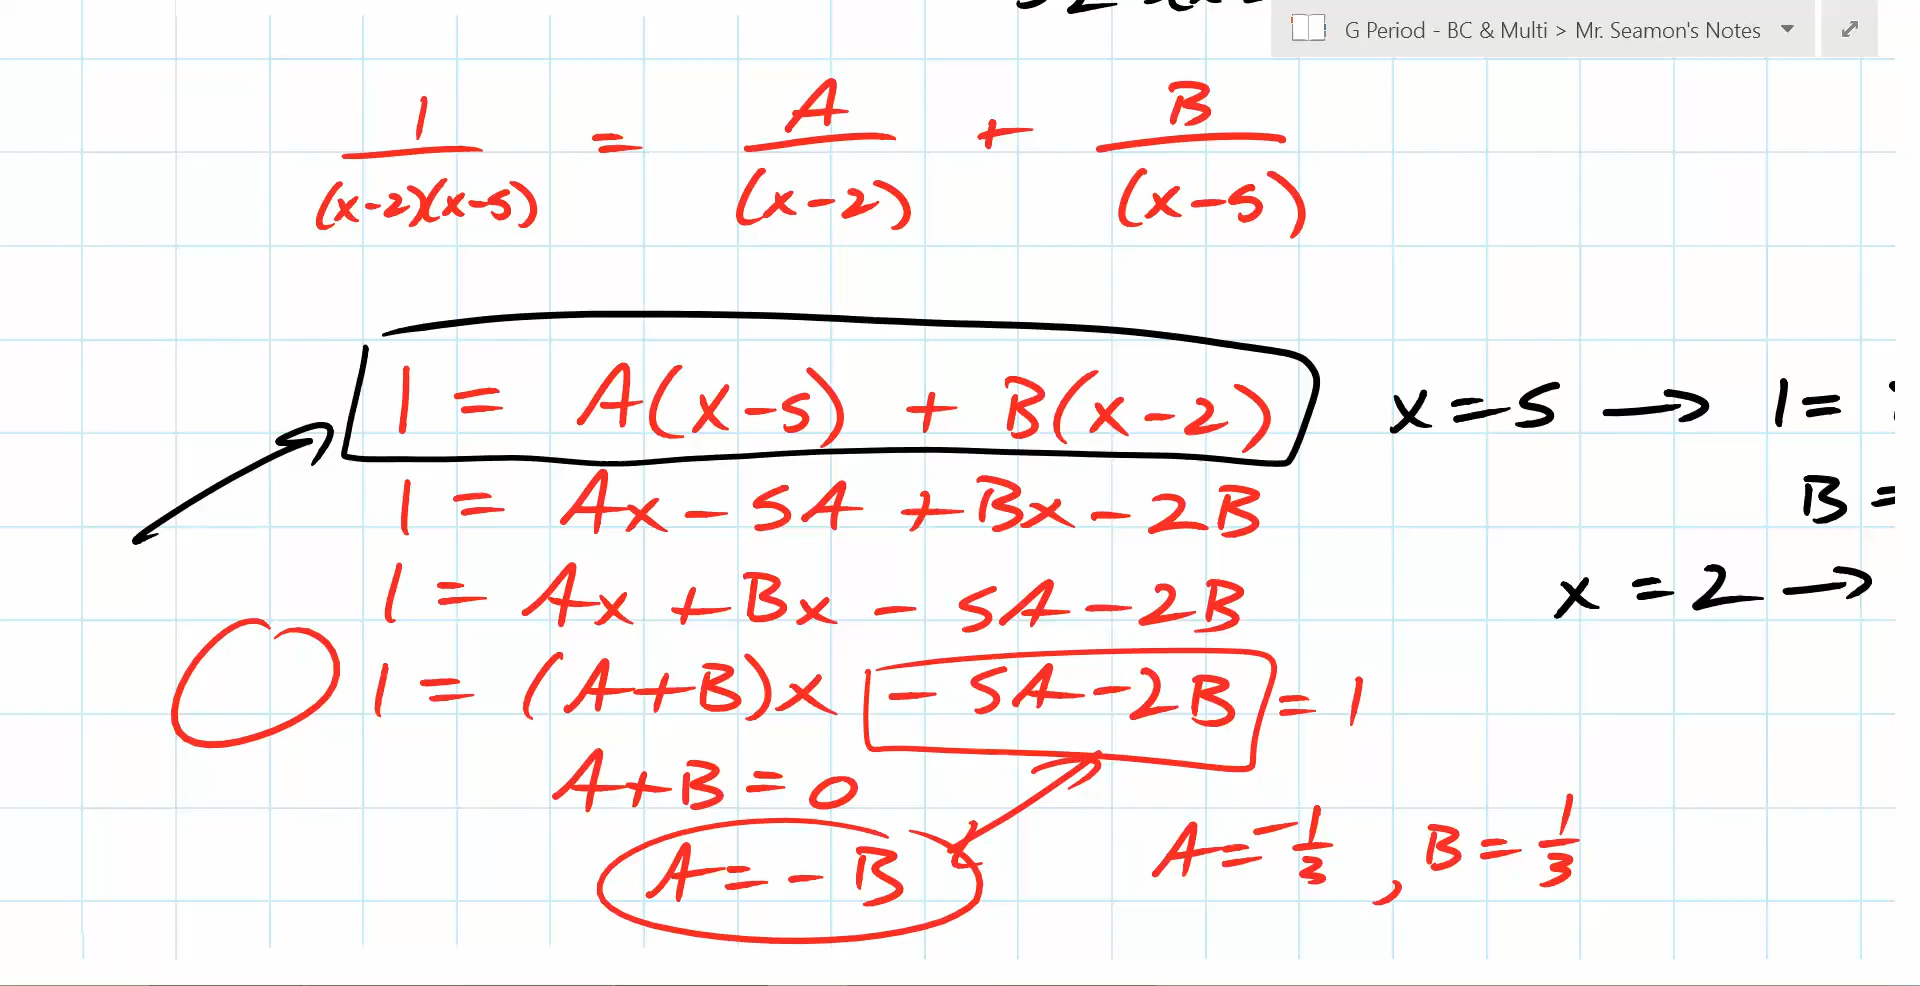 G Period - BC & Multi > Mr. Seamon's Notes
1/((x-2)(x-5)) = A/(x-2) + B/(x-5)
1 = A(x-5) + B(x-2)
x = 5 → 1 =
1 = Ax - 5A + Bx - 2B
B =
1 = Ax + Bx - 5A - 2B
x = 2 →
1 = (A+B)x - 5A - 2B = 1
A+B = 0
A = -B
A = -1/3 , B = 1/3